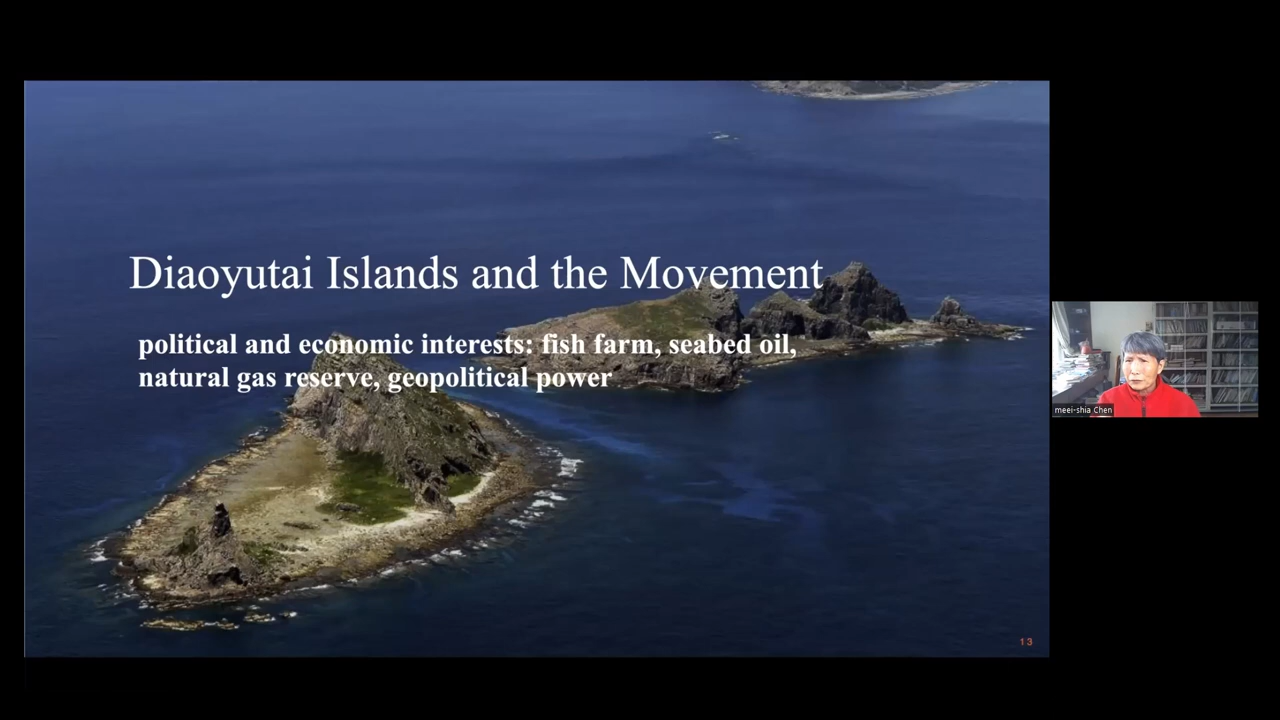 Diaoyutai Islands and the Movement
political and economic interests: fish farm, seabed oil,
natural gas reserve, geopolitical power
meei-shia Chen
13